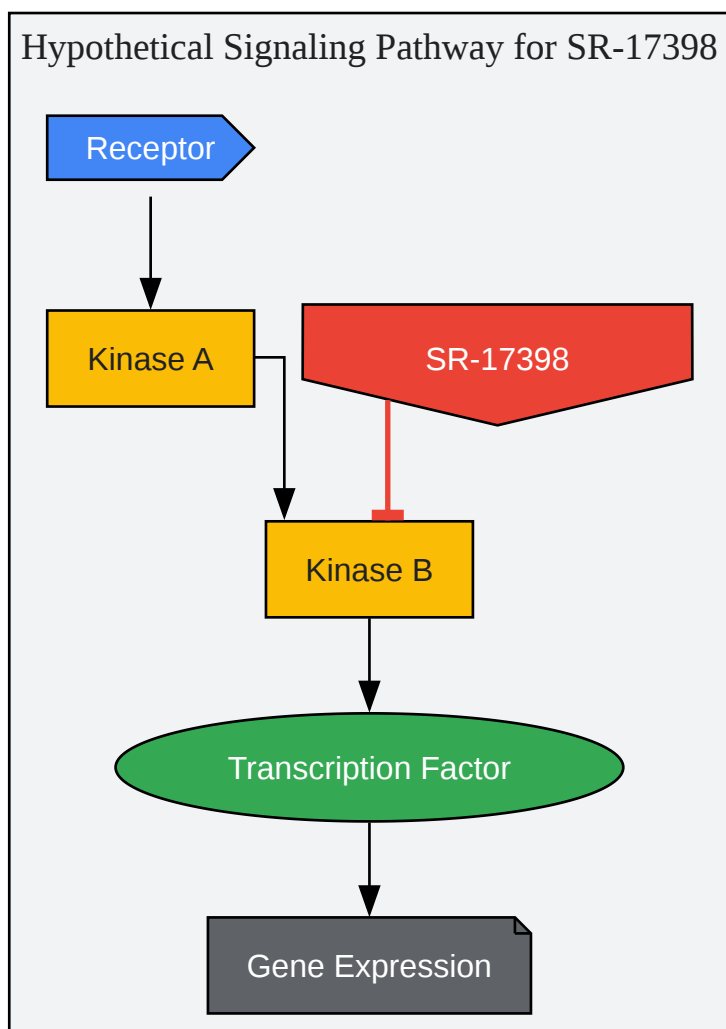 Hypothetical Signaling Pathway for SR-17398
Receptor
Kinase A
SR-17398
Kinase B
Transcription Factor
Gene Expression